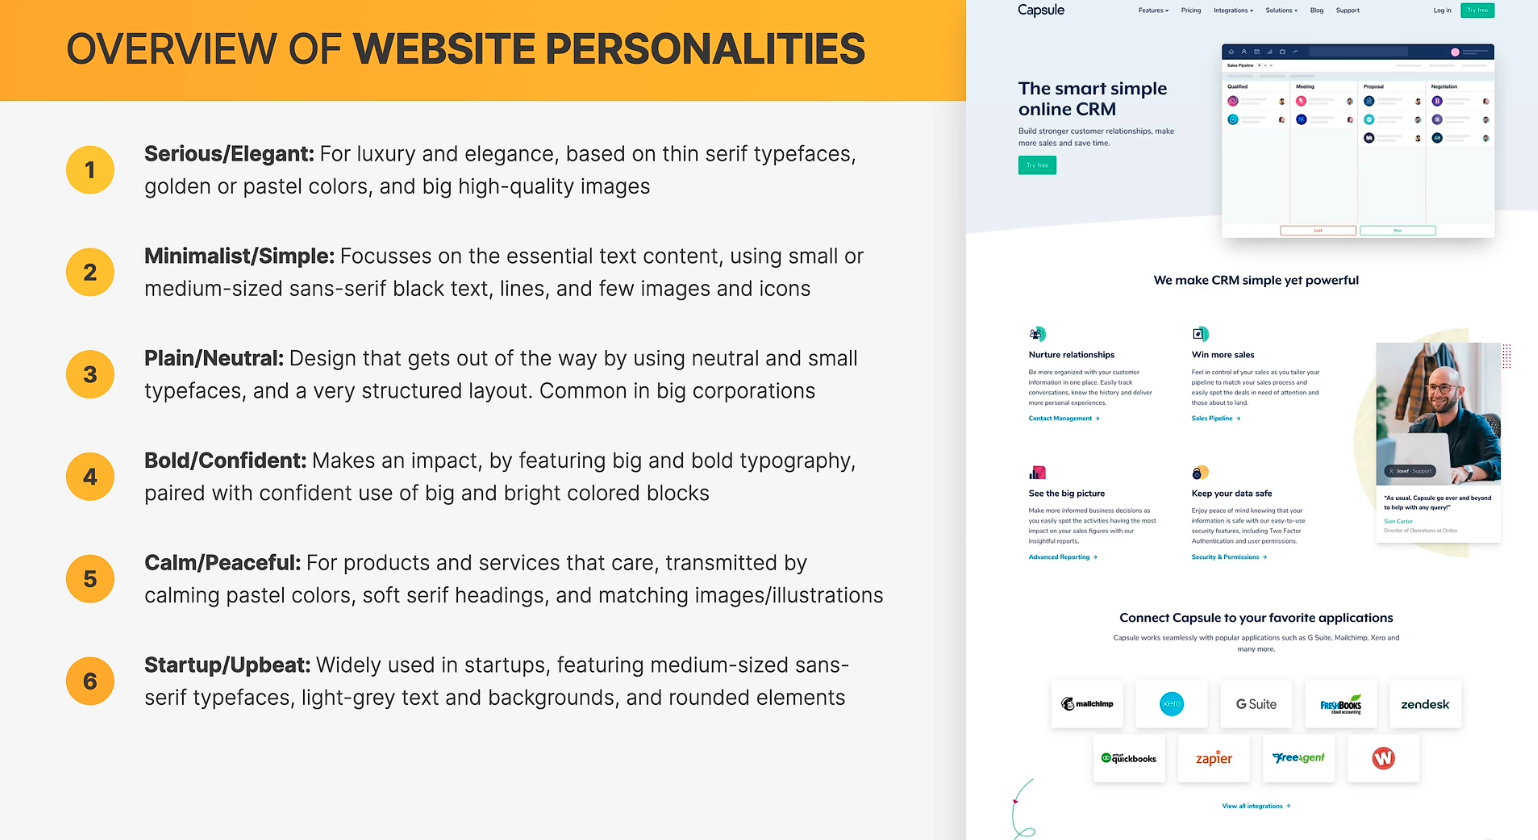 OVERVIEW OF WEBSITE PERSONALITIES
1
Serious/Elegant: For luxury and elegance, based on thin serif typefaces,
golden or pastel colors, and big high-quality images
2
Minimalist/Simple: Focusses on the essential text content, using small or
medium-sized sans-serif black text, lines, and few images and icons
3
Plain/Neutral: Design that gets out of the way by using neutral and small
typefaces, and a very structured layout. Common in big corporations
4
Bold/Confident: Makes an impact, by featuring big and bold typography,
paired with confident use of big and bright colored blocks
5
Calm/Peaceful: For products and services that care, transmitted by
calming pastel colors, soft serif headings, and matching images/illustrations
6
Startup/Upbeat: Widely used in startups, featuring medium-sized sans-
serif typefaces, light-grey text and backgrounds, and rounded elements
Capsule
Features Pricing Integrations Solutions Blog Support Log in Try free
The smart simple
online CRM
Build stronger customer relationships, make
more sales and save time.
Try free
Sales Pipeline
Qualified Meeting Proposal Negotiation
Lost Won
We make CRM simple yet powerful
Nurture relationships
Be more organized with your customer
information in one place. Easily track
conversations, know the history and deliver
more personal experiences.
Contact Management →
Win more sales
Feel in control of your sales as you tailor your
pipeline to match your sales process and
easily spot the deals in need of attention and
those about to land.
Sales Pipeline →
See the big picture
Make more informed business decisions as
you easily spot the activities having the most
impact on your sales figures with our
insightful reports.
Advanced Reporting →
Keep your data safe
Enjoy peace of mind knowing that your
information is safe with our easy-to-use
security features, including Two Factor
Authentication and user permissions.
Security & Permissions →
Josef Support
"As usual, Capsule go over and beyond
to help with any query!"
Sian Carter
Director of Operations at Ordoo
Connect Capsule to your favorite applications
Capsule works seamlessly with popular applications such as G Suite, Mailchimp, Xero and
many more.
mailchimp xero G Suite FRESHBOOKS cloud accounting zendesk
intuit quickbooks. zapier freeagent W
View all integrations →